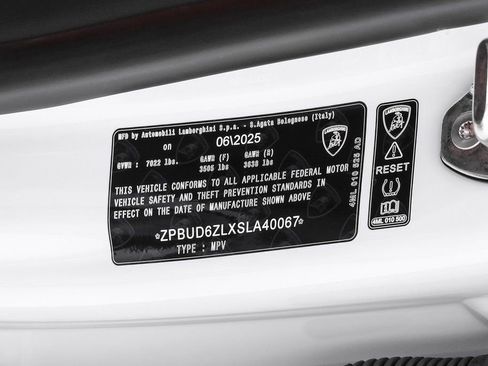 MFD by Automobili Lamborghini S.p.a. - S.Agata Bolognese (Italy)
on 06\2025
GVWR : 7022 lbs. GAWR (F) GAWR (R)
3505 lbs 3638 lbs
THIS VEHICLE CONFORMS TO ALL APPLICABLE FEDERAL MOTOR
VEHICLE SAFETY AND THEFT PREVENTION STANDARDS IN
EFFECT ON THE DATE OF MANUFACTURE SHOWN ABOVE
*ZPBUD6ZLXSLA40067*
TYPE : MPV
4ML 010 525 AD
LAMBORGHINI
RESET
4ML 010 500